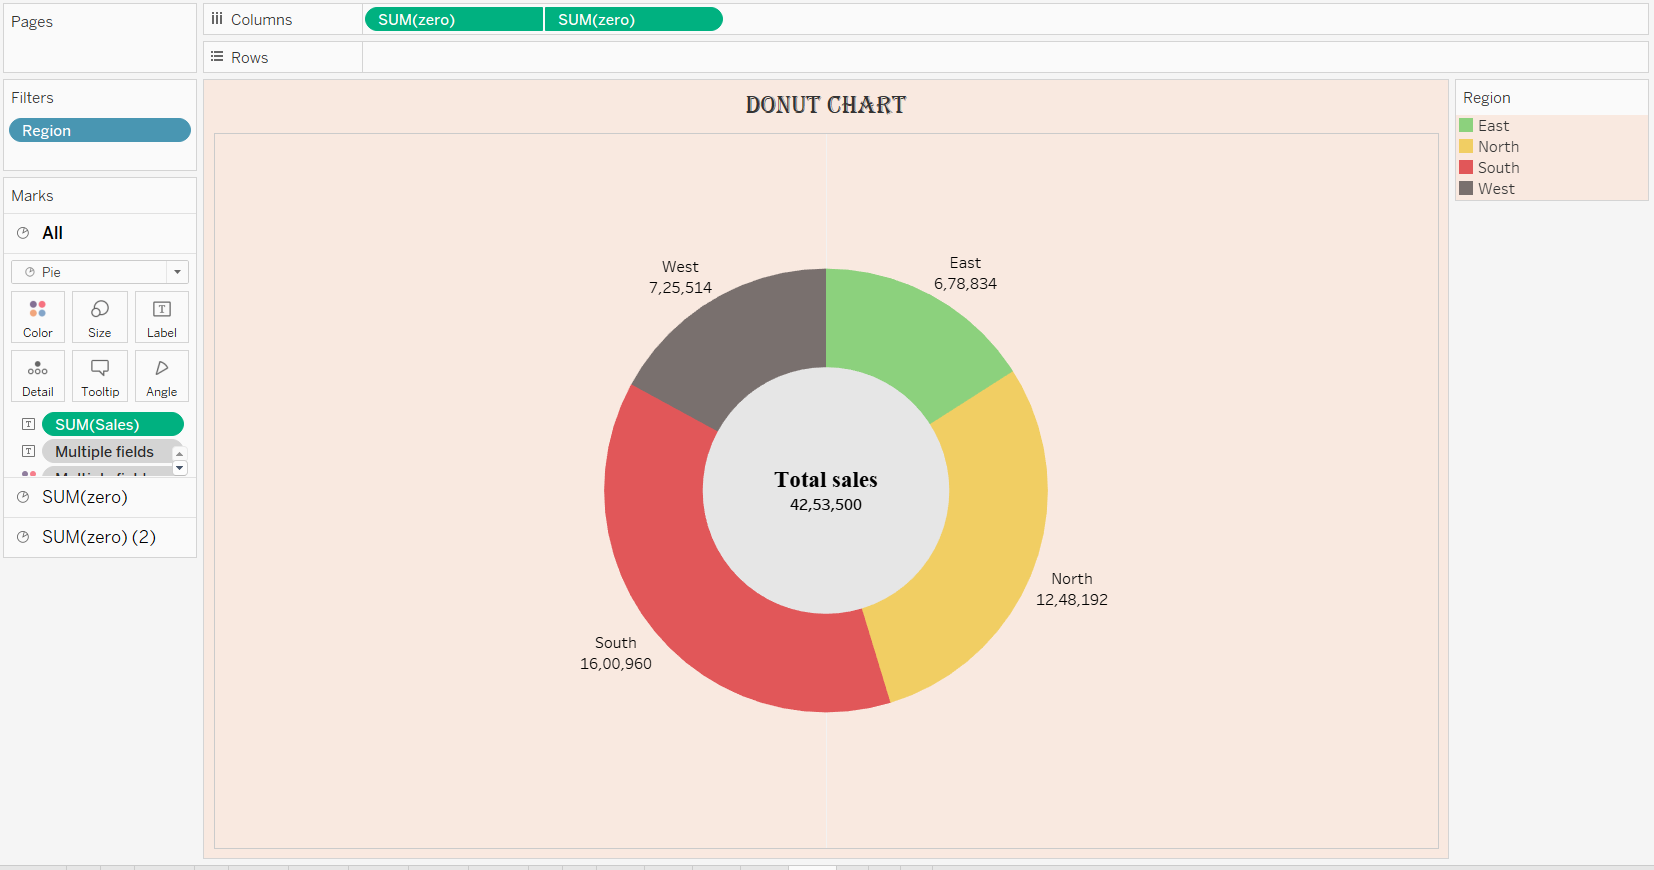 Pages
Columns
SUM(zero)
SUM(zero)
Rows
Filters
Region
Marks
All
Pie
Color
Size
Label
Detail
Tooltip
Angle
SUM(Sales)
Multiple fields
SUM(zero)
SUM(zero) (2)
DONUT CHART
West
7,25,514
East
6,78,834
Total sales
42,53,500
North
12,48,192
South
16,00,960
Region
East
North
South
West